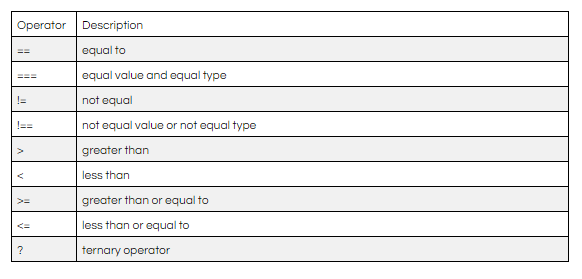 Operator Description
== equal to
=== equal value and equal type
!= not equal
!== not equal value or not equal type
> greater than
< less than
>= greater than or equal to
<= less than or equal to
? ternary operator